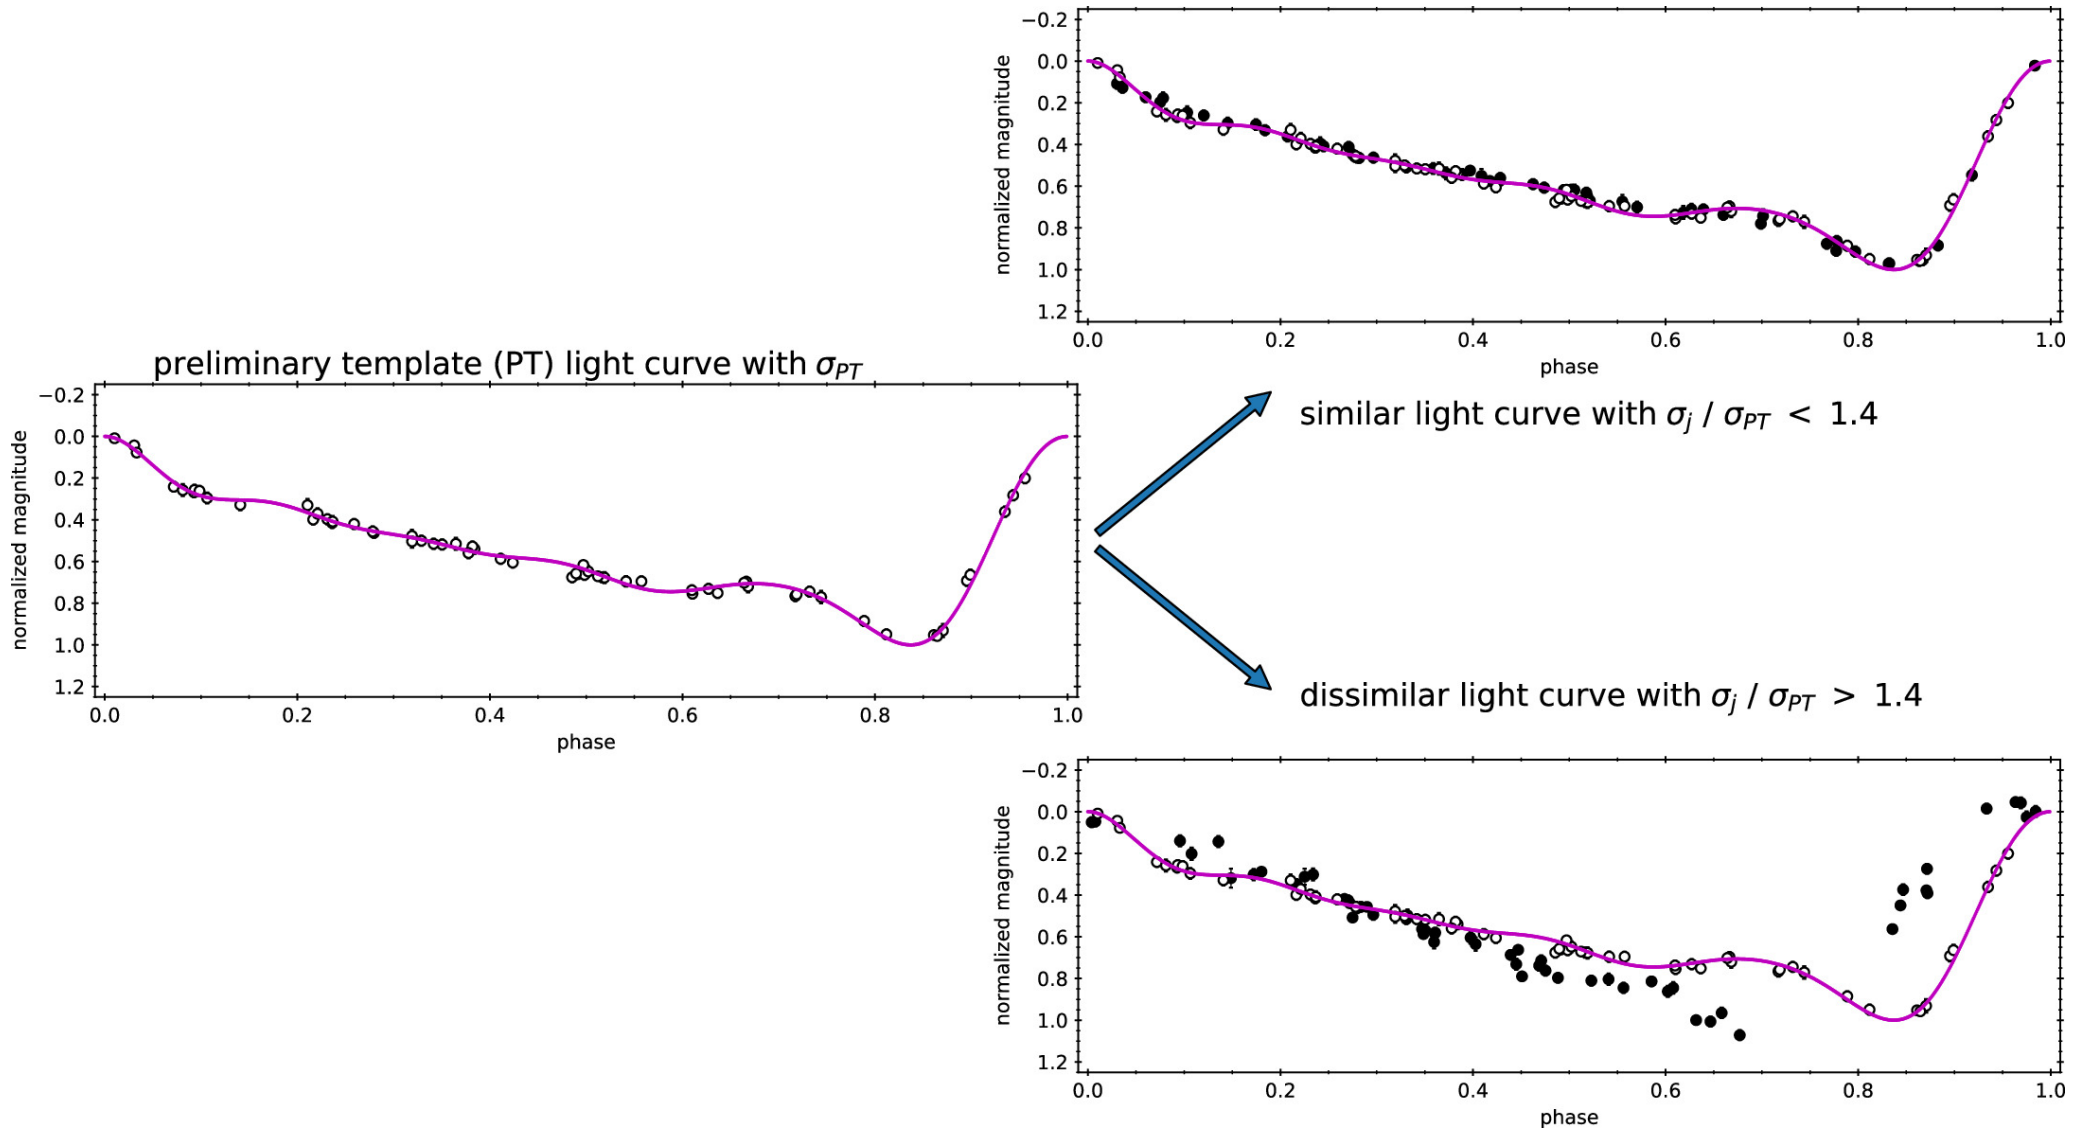 −0.2
0.0
0.2
0.4
0.6
0.8
1.0
1.2
normalized magnitude
0.0 0.2 0.4 0.6 0.8 1.0
phase
preliminary template (PT) light curve with σ_PT
−0.2
0.0
0.2
0.4
0.6
0.8
1.0
1.2
normalized magnitude
0.0 0.2 0.4 0.6 0.8 1.0
phase
similar light curve with σ_j / σ_PT < 1.4
dissimilar light curve with σ_j / σ_PT > 1.4
−0.2
0.0
0.2
0.4
0.6
0.8
1.0
1.2
normalized magnitude
0.0 0.2 0.4 0.6 0.8 1.0
phase